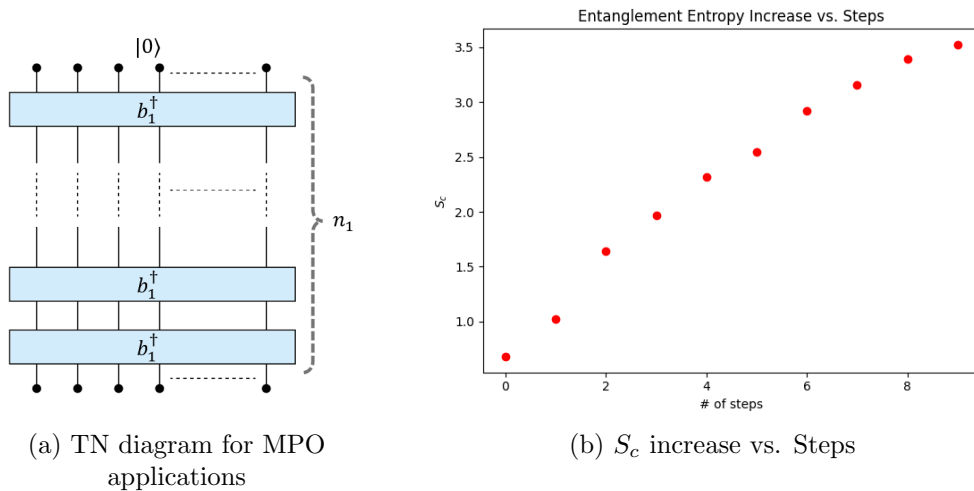 |0⟩
b₁†
b₁†
b₁†
n₁
(a) TN diagram for MPO
applications
Entanglement Entropy Increase vs. Steps
3.5
3.0
2.5
2.0
1.5
1.0
S_c
0 2 4 6 8
# of steps
(b) S_c increase vs. Steps